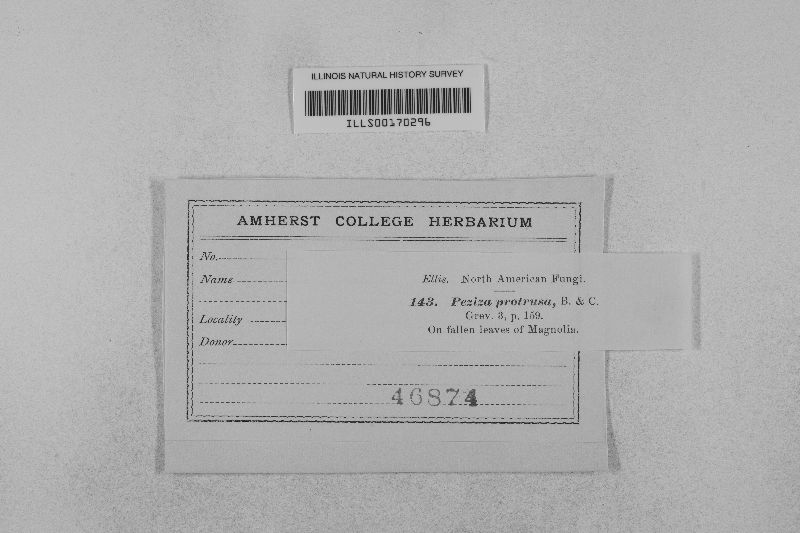 ILLINOIS NATURAL HISTORY SURVEY
ILLS00170296
AMHERST COLLEGE HERBARIUM
No.
Name
Locality
Donor
Ellis. North American Fungi.
143. Peziza protrusa, B. & C.
Grev. 3, p. 159.
On fallen leaves of Magnolia.
46874